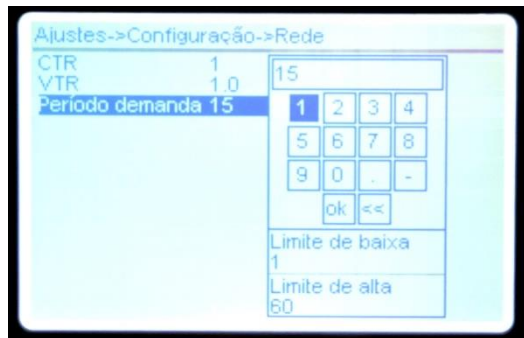 Ajustes->Configuração->Rede
CTR 1
VTR 1.0
Período demanda 15
15
1 2 3 4
5 6 7 8
9 0 . -
ok <<
Limite de baixa
1
Limite de alta
60